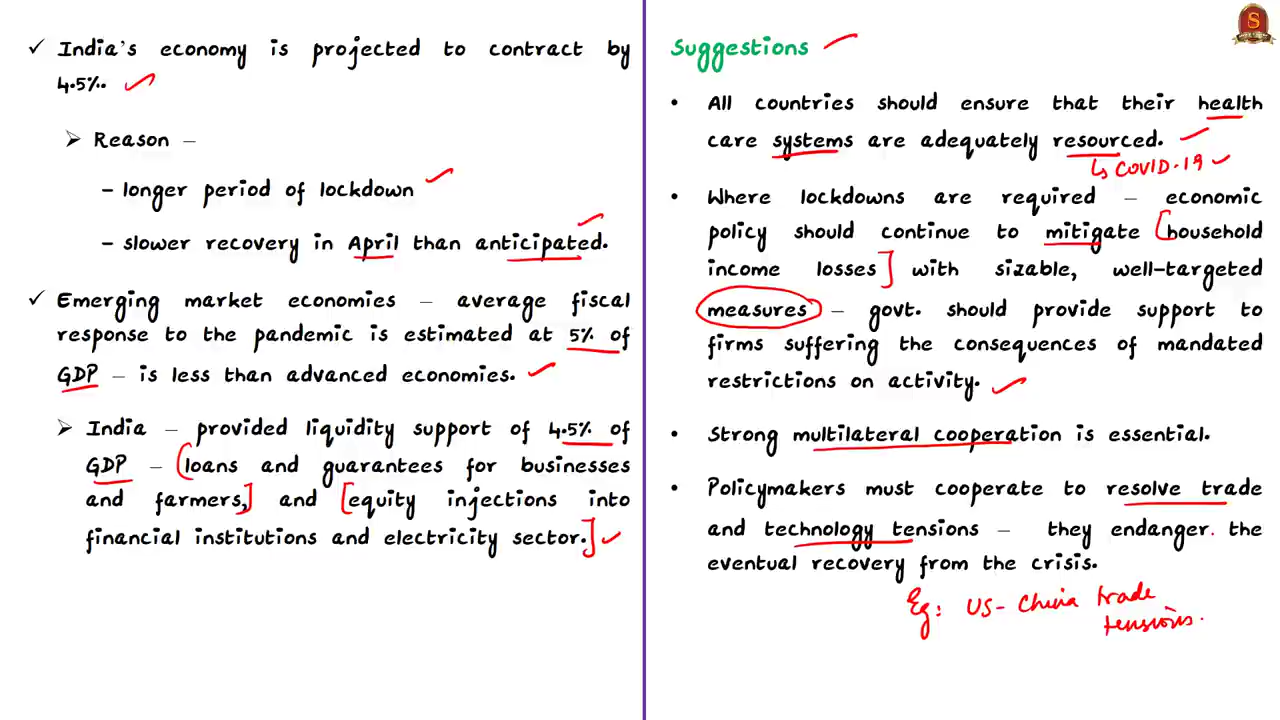 ✓ India's economy is projected to contract by
4.5%.
➤ Reason –
– longer period of lockdown
– slower recovery in April than anticipated.
✓ Emerging market economies – average fiscal
response to the pandemic is estimated at 5% of
GDP – is less than advanced economies.
➤ India – provided liquidity support of 4.5% of
GDP – loans and guarantees for businesses
and farmers, and equity injections into
financial institutions and electricity sector.
Suggestions
• All countries should ensure that their health
care systems are adequately resourced.
↳ COVID-19
• Where lockdowns are required – economic
policy should continue to mitigate household
income losses with sizable, well-targeted
measures – govt. should provide support to
firms suffering the consequences of mandated
restrictions on activity.
• Strong multilateral cooperation is essential.
• Policymakers must cooperate to resolve trade
and technology tensions – they endanger the
eventual recovery from the crisis.
Eg: US - China trade
tensions.
S